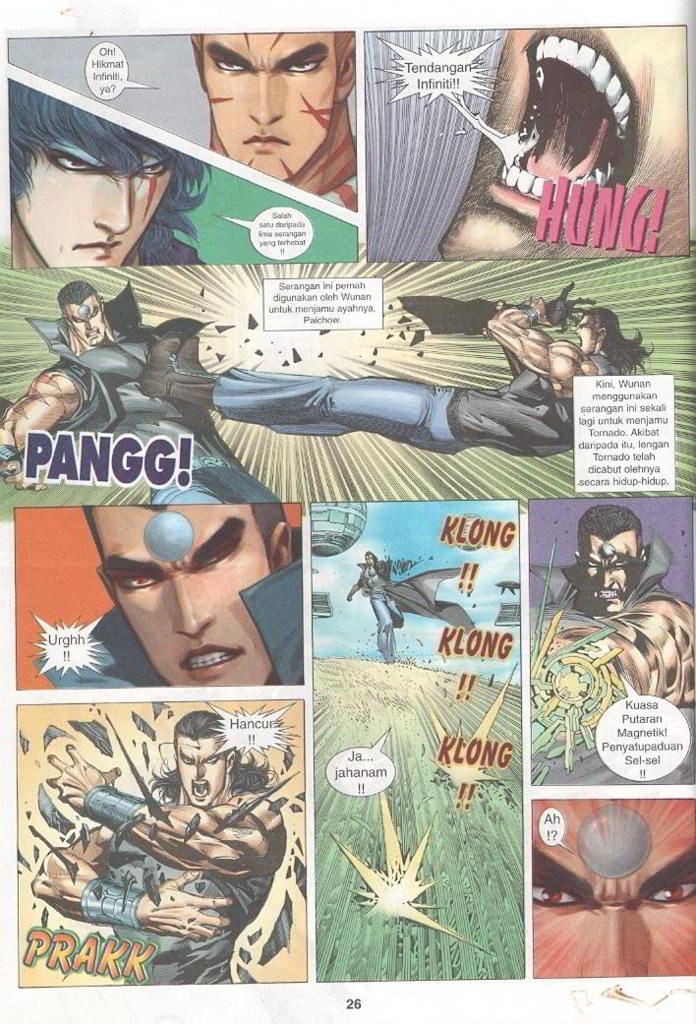 Oh!
Hikmat
Infiniti,
ya?
Salah
satu daripada
lima serangan
yang terhebat
!!
Tendangan
Infiniti!!
HUNG!
Serangan ini pernah
digunakan oleh Wunan
untuk menjamu ayahnya,
Paichow.
PANGG!
Kini, Wunan
menggunakan
serangan ini sekali
lagi untuk menjamu
Tornado. Akibat
daripada itu, lengan
Tornado telah
dicabut olehnya
secara hidup-hidup.
Urghh
!!
Hancur
!!
PRAKK
KLONG
!!
KLONG
!!
KLONG
!!
Ja...
jahanam
!!
Kuasa
Putaran
Magnetik!
Penyatupaduan
Sel-sel
!!
Ah
!?
26